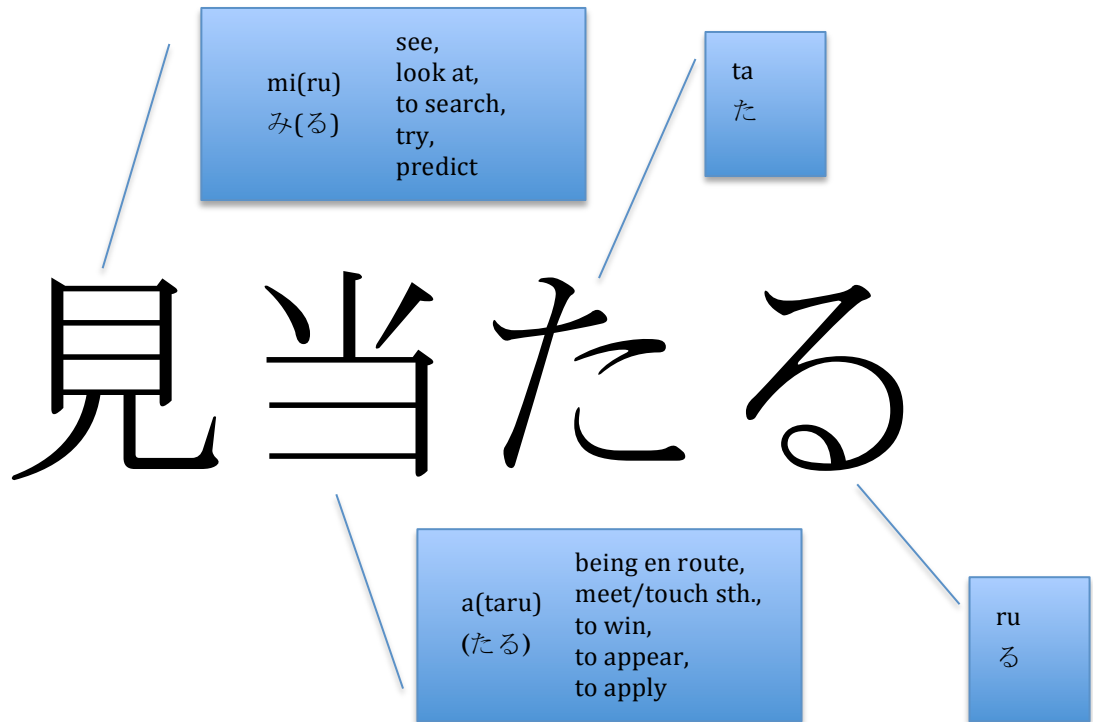 mi(ru)
み(る)
see,
look at,
to search,
try,
predict
ta
た
見当たる
a(taru)
(たる)
being en route,
meet/touch sth.,
to win,
to appear,
to apply
ru
る